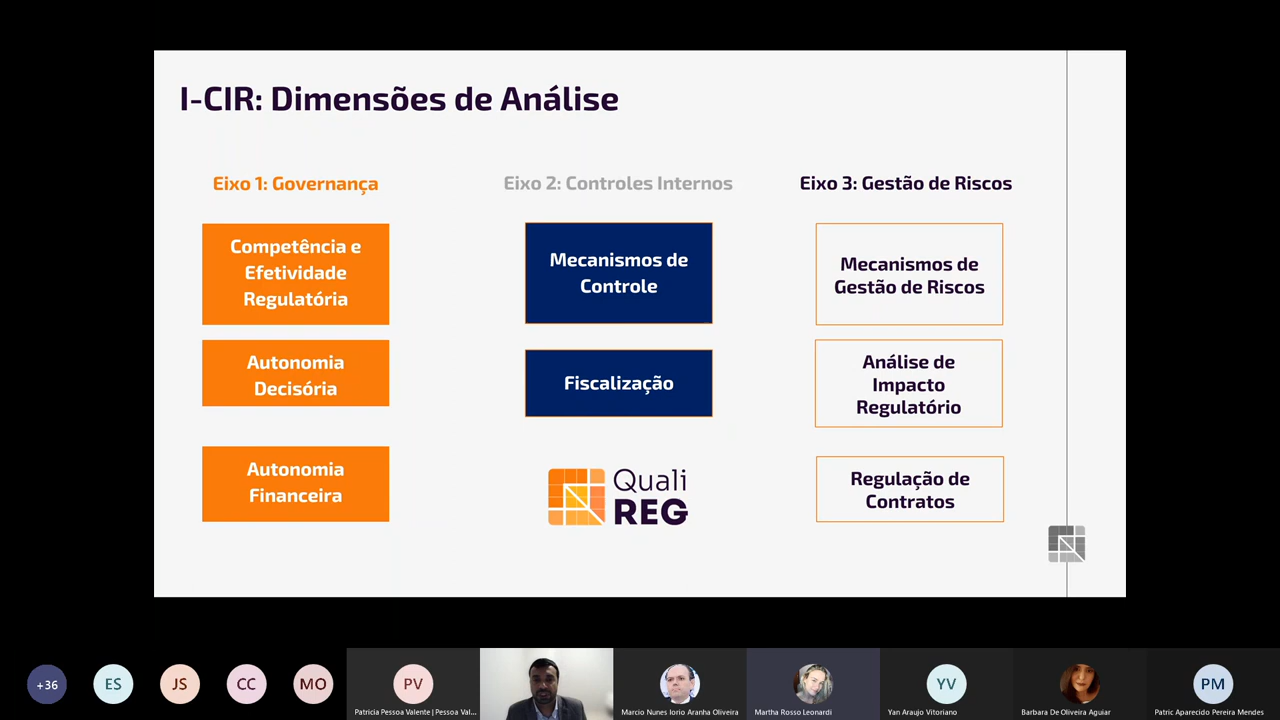 I-CIR: Dimensões de Análise
Eixo 1: Governança
Competência e
Efetividade
Regulatória
Autonomia
Decisória
Autonomia
Financeira
Eixo 2: Controles Internos
Mecanismos de
Controle
Fiscalização
Quali
REG
Eixo 3: Gestão de Riscos
Mecanismos de
Gestão de Riscos
Análise de
Impacto
Regulatório
Regulação de
Contratos
+36
ES
JS
CC
MO
PV
Patricia Pessoa Valente | Pessoa Val...
Marcio Nunes Iorio Aranha Oliveira
Martha Rosso Leonardi
YV
Yan Araujo Vitoriano
Barbara De Oliveira Aguiar
PM
Patric Aparecido Pereira Mendes